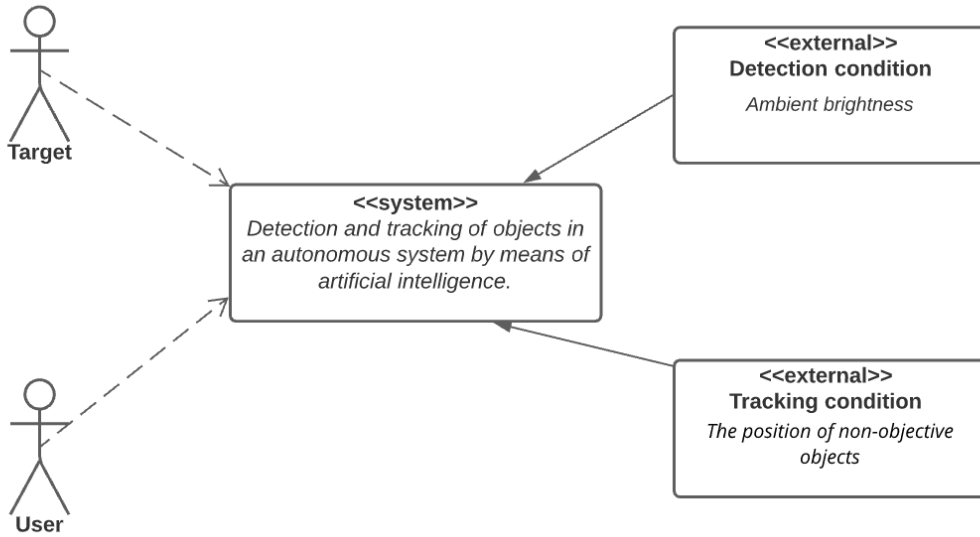 Target
<<external>>
Detection condition
Ambient brightness
<<system>>
Detection and tracking of objects in
an autonomous system by means of
artificial intelligence.
<<external>>
Tracking condition
The position of non-objective
objects
User